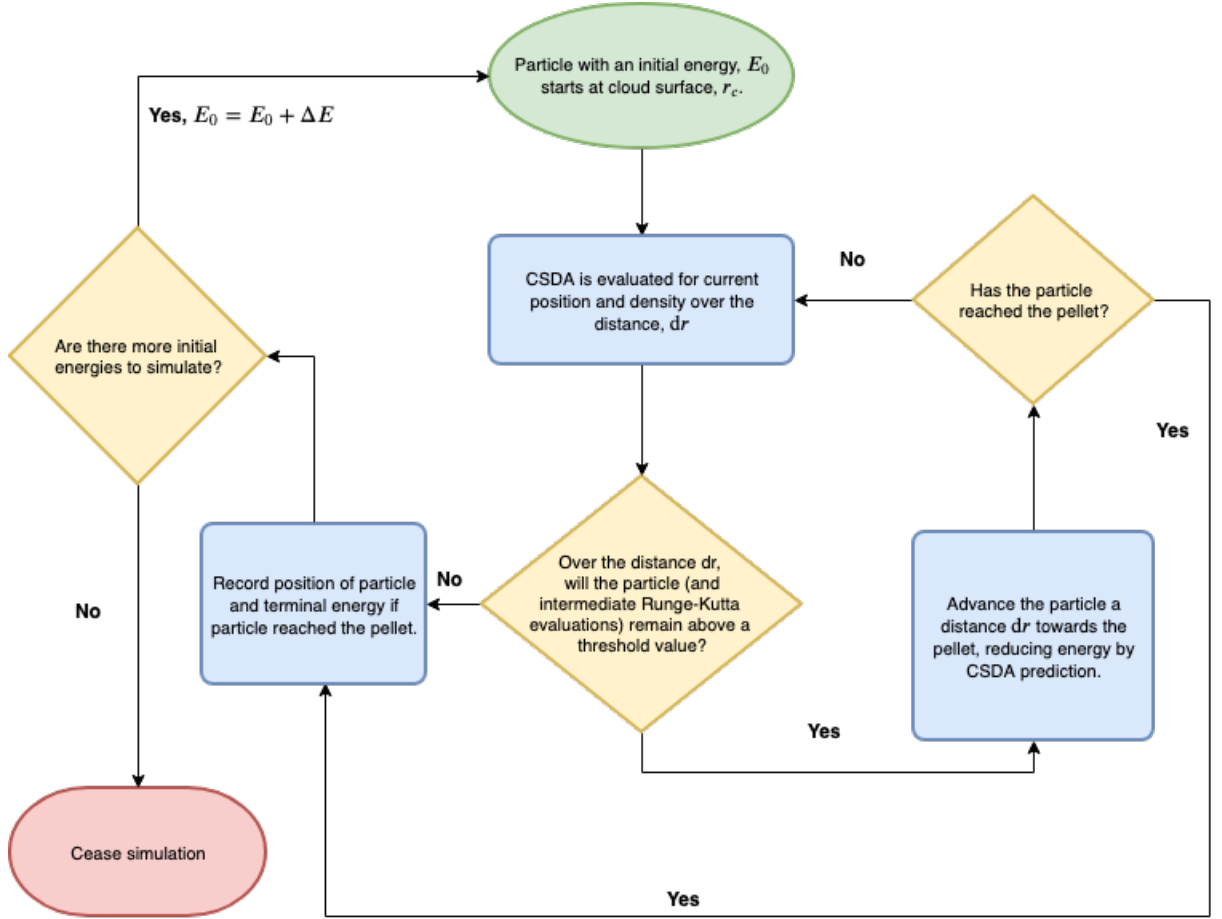 Particle with an initial energy, E₀
starts at cloud surface, r_c.
Yes, E₀ = E₀ + ΔE
CSDA is evaluated for current
position and density over the
distance, dr
No
Has the particle
reached the pellet?
Are there more initial
energies to simulate?
Yes
Over the distance dr,
will the particle (and
intermediate Runge-Kutta
evaluations) remain above a
threshold value?
No
Record position of particle
and terminal energy if
particle reached the pellet.
Advance the particle a
distance dr towards the
pellet, reducing energy by
CSDA prediction.
No
Yes
Cease simulation
Yes